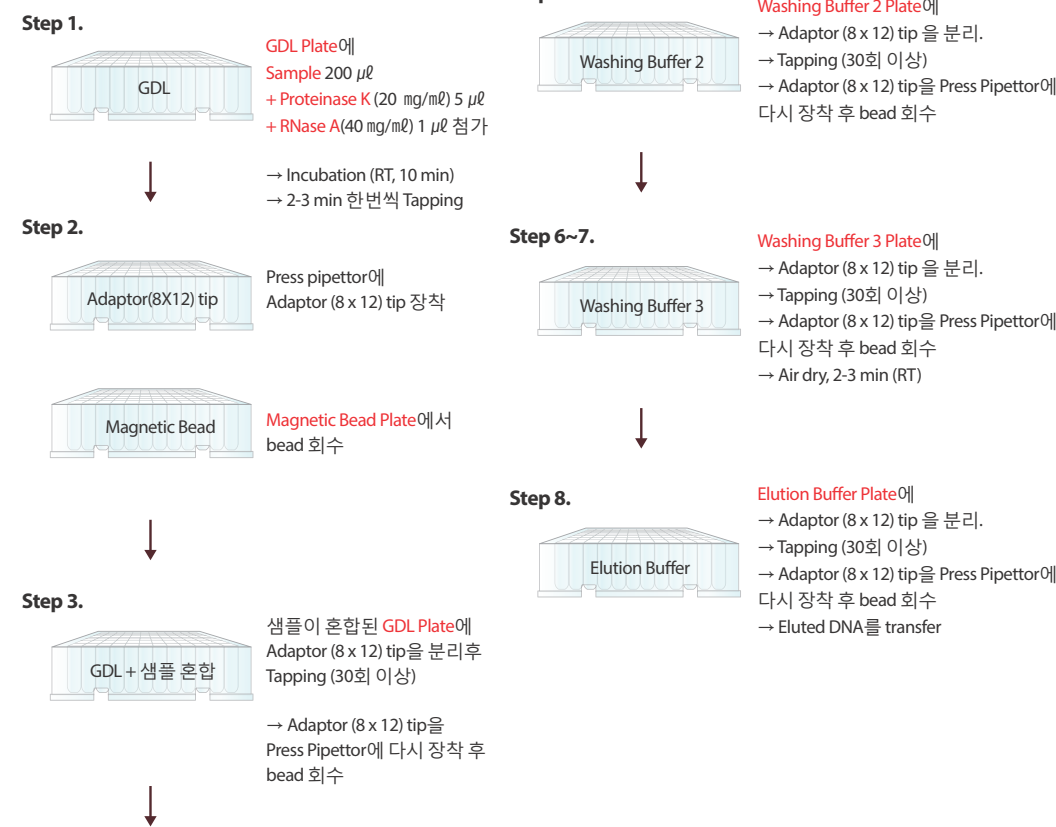 Step 1.
GDL
GDL Plate에
Sample 200 ㎕
+ Proteinase K (20 ㎎/㎖) 5 ㎕
+ RNase A(40 ㎎/㎖) 1 ㎕ 첨가
→ Incubation (RT, 10 min)
→ 2-3 min 한번씩 Tapping
Step 2.
Adaptor(8X12) tip
Press pipettor에
Adaptor (8 x 12) tip 장착
Magnetic Bead
Magnetic Bead Plate에서
bead 회수
Step 3.
GDL + 샘플 혼합
샘플이 혼합된 GDL Plate에
Adaptor (8 x 12) tip을 분리후
Tapping (30회 이상)
→ Adaptor (8 x 12) tip을
Press Pipettor에 다시 장착 후
bead 회수
Washing Buffer 2
Washing Buffer 2 Plate에
→ Adaptor (8 x 12) tip 을 분리.
→ Tapping (30회 이상)
→ Adaptor (8 x 12) tip을 Press Pipettor에
다시 장착 후 bead 회수
Step 6~7.
Washing Buffer 3
Washing Buffer 3 Plate에
→ Adaptor (8 x 12) tip 을 분리.
→ Tapping (30회 이상)
→ Adaptor (8 x 12) tip을 Press Pipettor에
다시 장착 후 bead 회수
→ Air dry, 2-3 min (RT)
Step 8.
Elution Buffer
Elution Buffer Plate에
→ Adaptor (8 x 12) tip 을 분리.
→ Tapping (30회 이상)
→ Adaptor (8 x 12) tip을 Press Pipettor에
다시 장착 후 bead 회수
→ Eluted DNA를 transfer